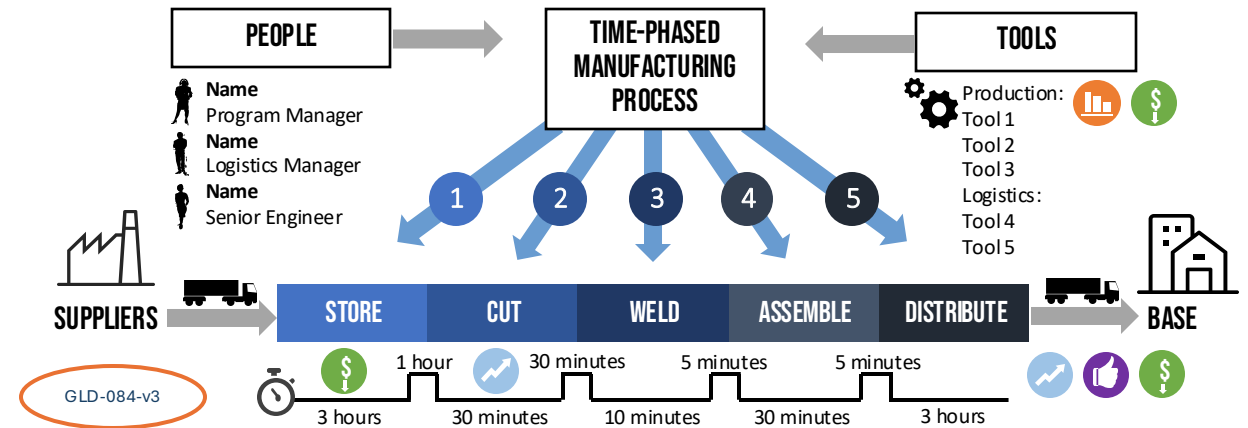 PEOPLE
TIME-PHASED
MANUFACTURING
PROCESS
TOOLS
Name
Program Manager
Name
Logistics Manager
Name
Senior Engineer
Production:
Tool 1
Tool 2
Tool 3
Logistics:
Tool 4
Tool 5
$
1
2
3
4
5
SUPPLIERS
STORE
CUT
WELD
ASSEMBLE
DISTRIBUTE
BASE
$
1 hour
30 minutes
5 minutes
5 minutes
$
3 hours
30 minutes
10 minutes
30 minutes
3 hours
GLD-084-v3